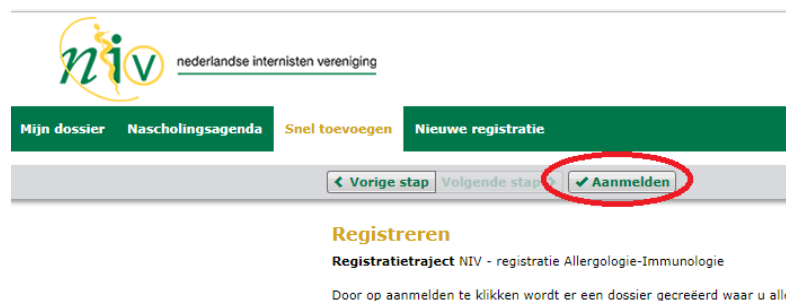 niv nederlandse internisten vereniging
Mijn dossier Nascholingsagenda Snel toevoegen Nieuwe registratie
Vorige stap Volgende stap Aanmelden
Registreren
Registratietraject NIV - registratie Allergologie-Immunologie
Door op aanmelden te klikken wordt er een dossier gecreëerd waar u